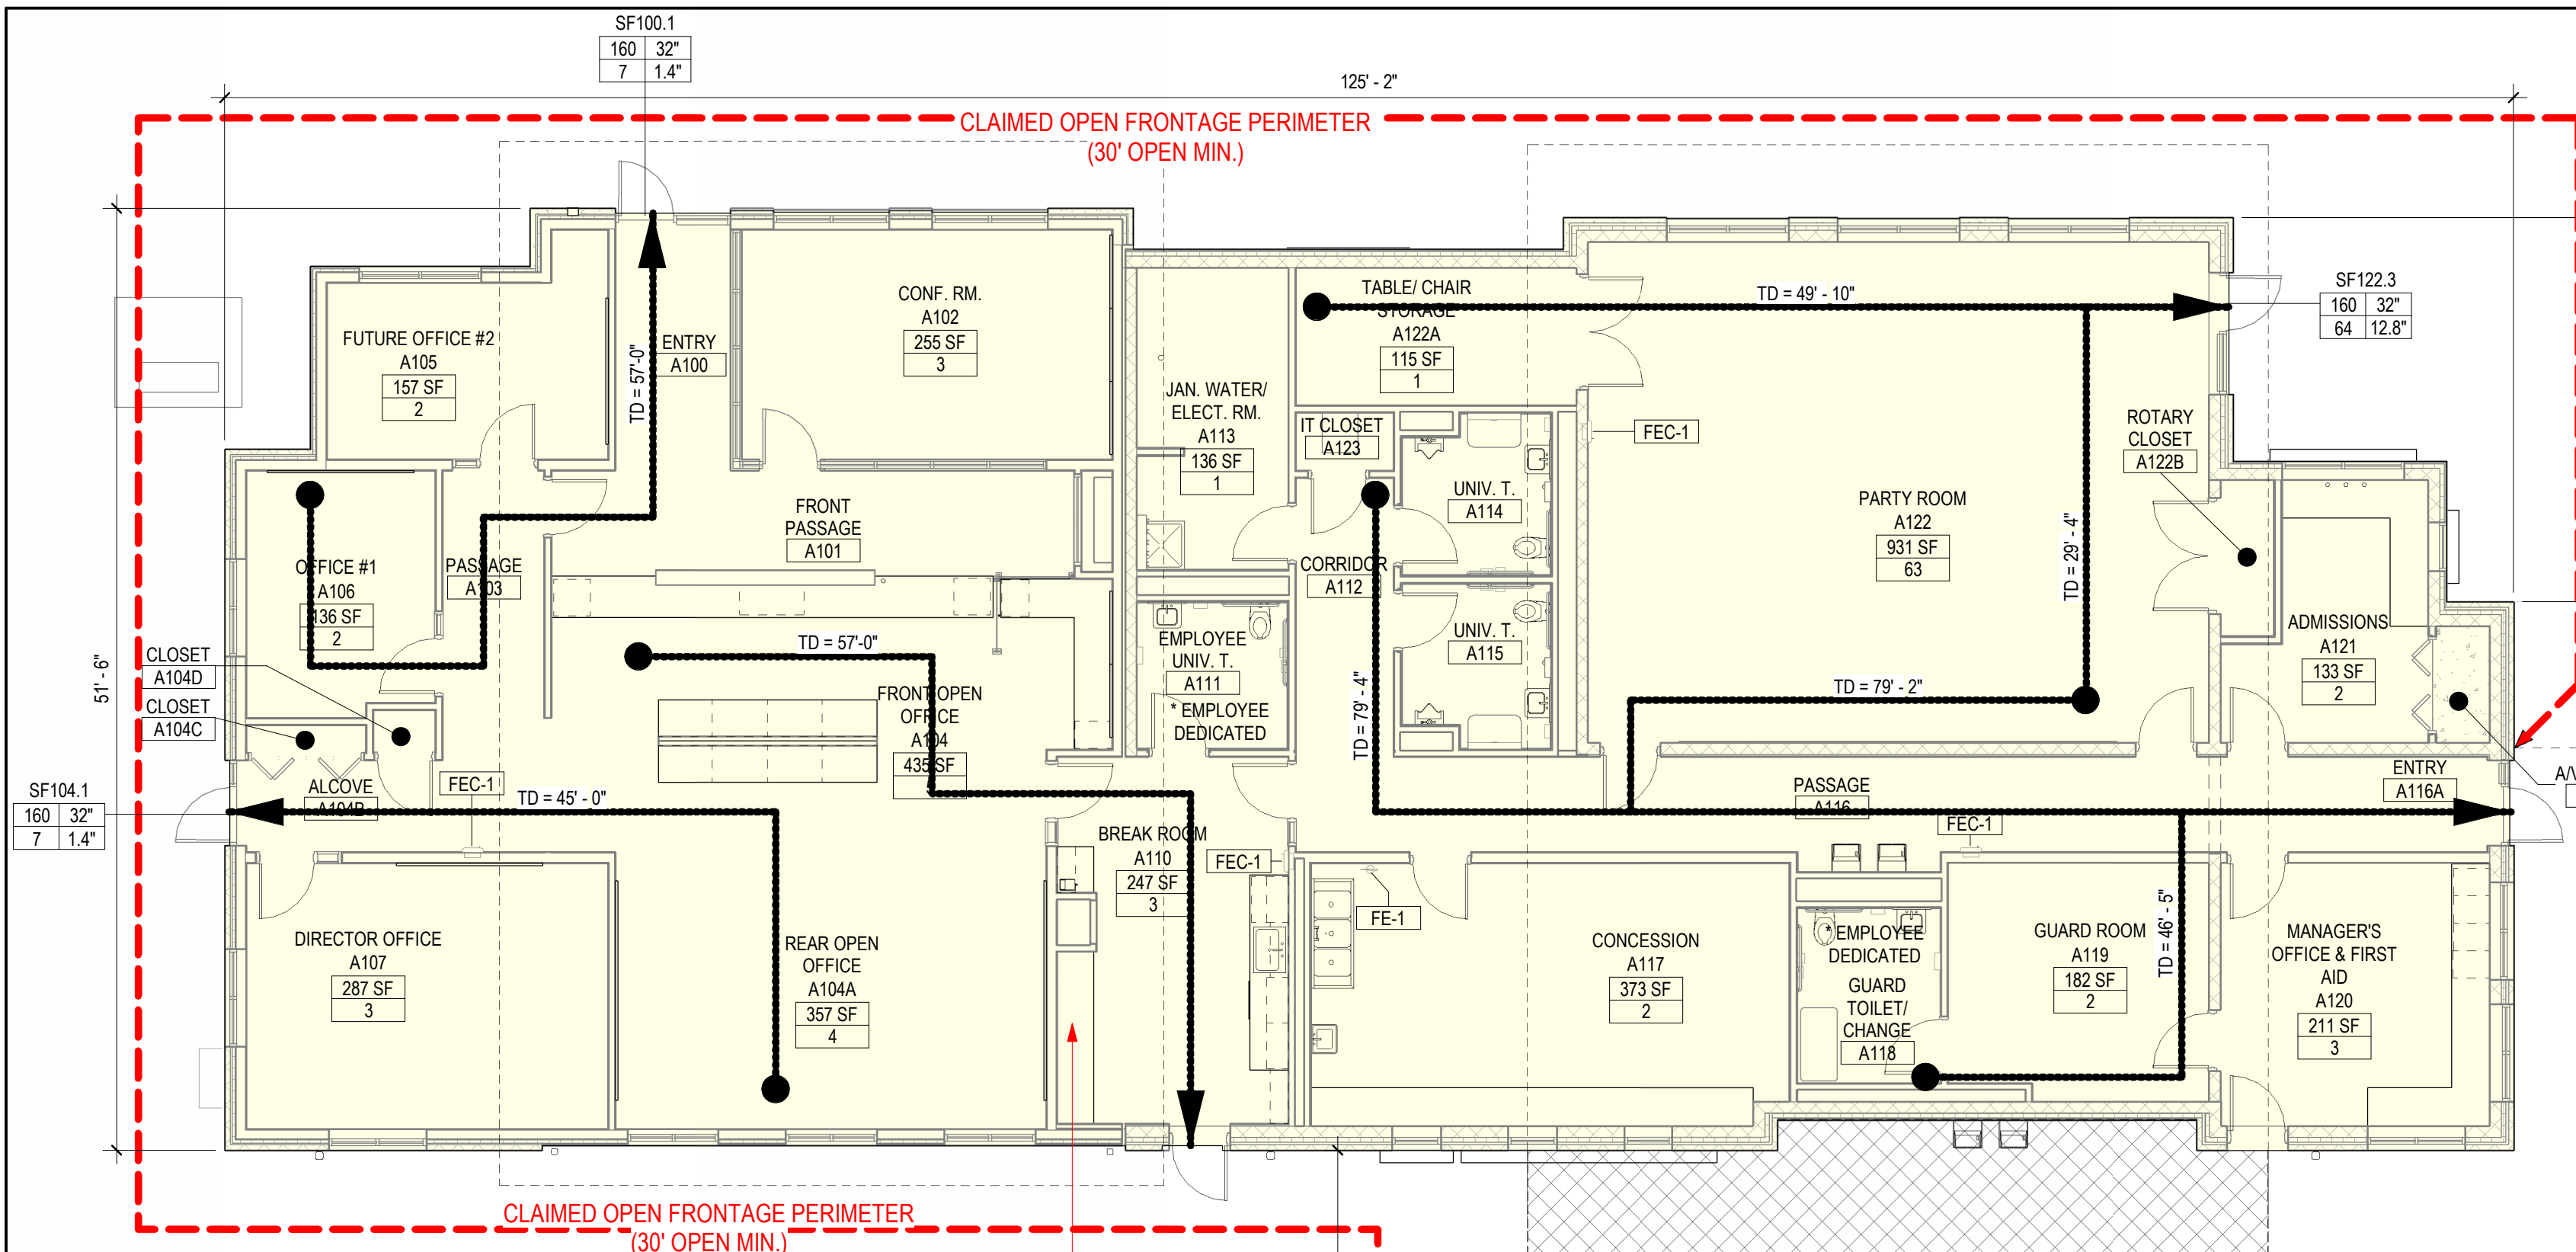 SF100.1
160 32"
7 1.4"
125' - 2"
CLAIMED OPEN FRONTAGE PERIMETER
(30' OPEN MIN.)
SF122.3
160 32"
64 12.8"
TABLE/ CHAIR
STORAGE
A122A
115 SF
1
TD = 49' - 10"
CONF. RM.
A102
255 SF
3
FUTURE OFFICE #2
A105
157 SF
2
ENTRY
A100
TD = 57'-0"
JAN. WATER/
ELECT. RM.
A113
136 SF
1
IT CLOSET
A123
FEC-1
ROTARY
CLOSET
A122B
UNIV. T.
A114
PARTY ROOM
A122
931 SF
63
TD = 29' - 4"
FRONT
PASSAGE
A101
OFFICE #1
A106
136 SF
2
PASSAGE
A103
CORRIDOR
A112
51' - 6"
CLOSET
A104D
CLOSET
A104C
TD = 57'-0"
FRONT OPEN
OFFICE
A104
435 SF
EMPLOYEE
UNIV. T.
A111
* EMPLOYEE
DEDICATED
UNIV. T.
A115
TD = 79' - 4"
TD = 79' - 2"
ADMISSIONS
A121
133 SF
2
SF104.1
160 32"
7 1.4"
ALCOVE
A104B
FEC-1
TD = 45' - 0"
PASSAGE
A116
ENTRY
A116A
A/V
BREAK ROOM
A110
247 SF
3
FEC-1
FE-1
FEC-1
DIRECTOR OFFICE
A107
287 SF
3
REAR OPEN
OFFICE
A104A
357 SF
4
CONCESSION
A117
373 SF
2
* EMPLOYEE
DEDICATED
GUARD
TOILET/
CHANGE
A118
GUARD ROOM
A119
182 SF
2
TD = 46' - 5"
MANAGER'S
OFFICE & FIRST
AID
A120
211 SF
3
CLAIMED OPEN FRONTAGE PERIMETER
(30' OPEN MIN.)